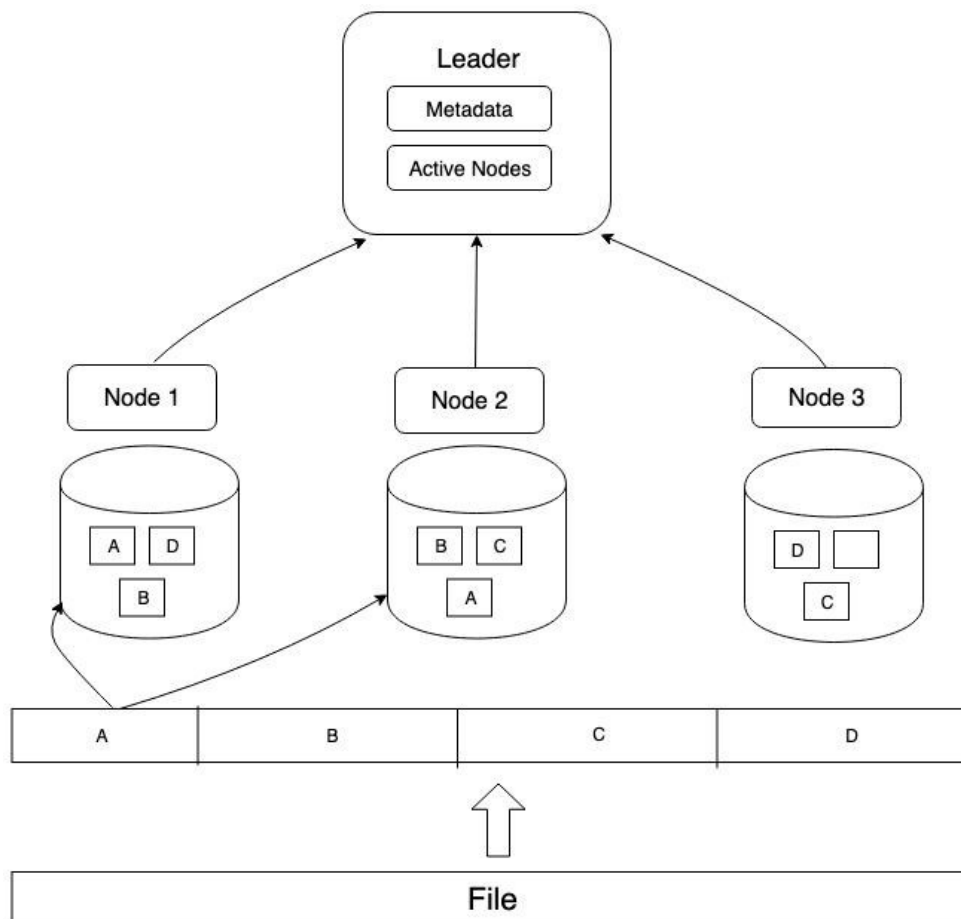 Leader
Metadata
Active Nodes
Node 1
Node 2
Node 3
A D
B
B C
A
D
C
A B C D
File